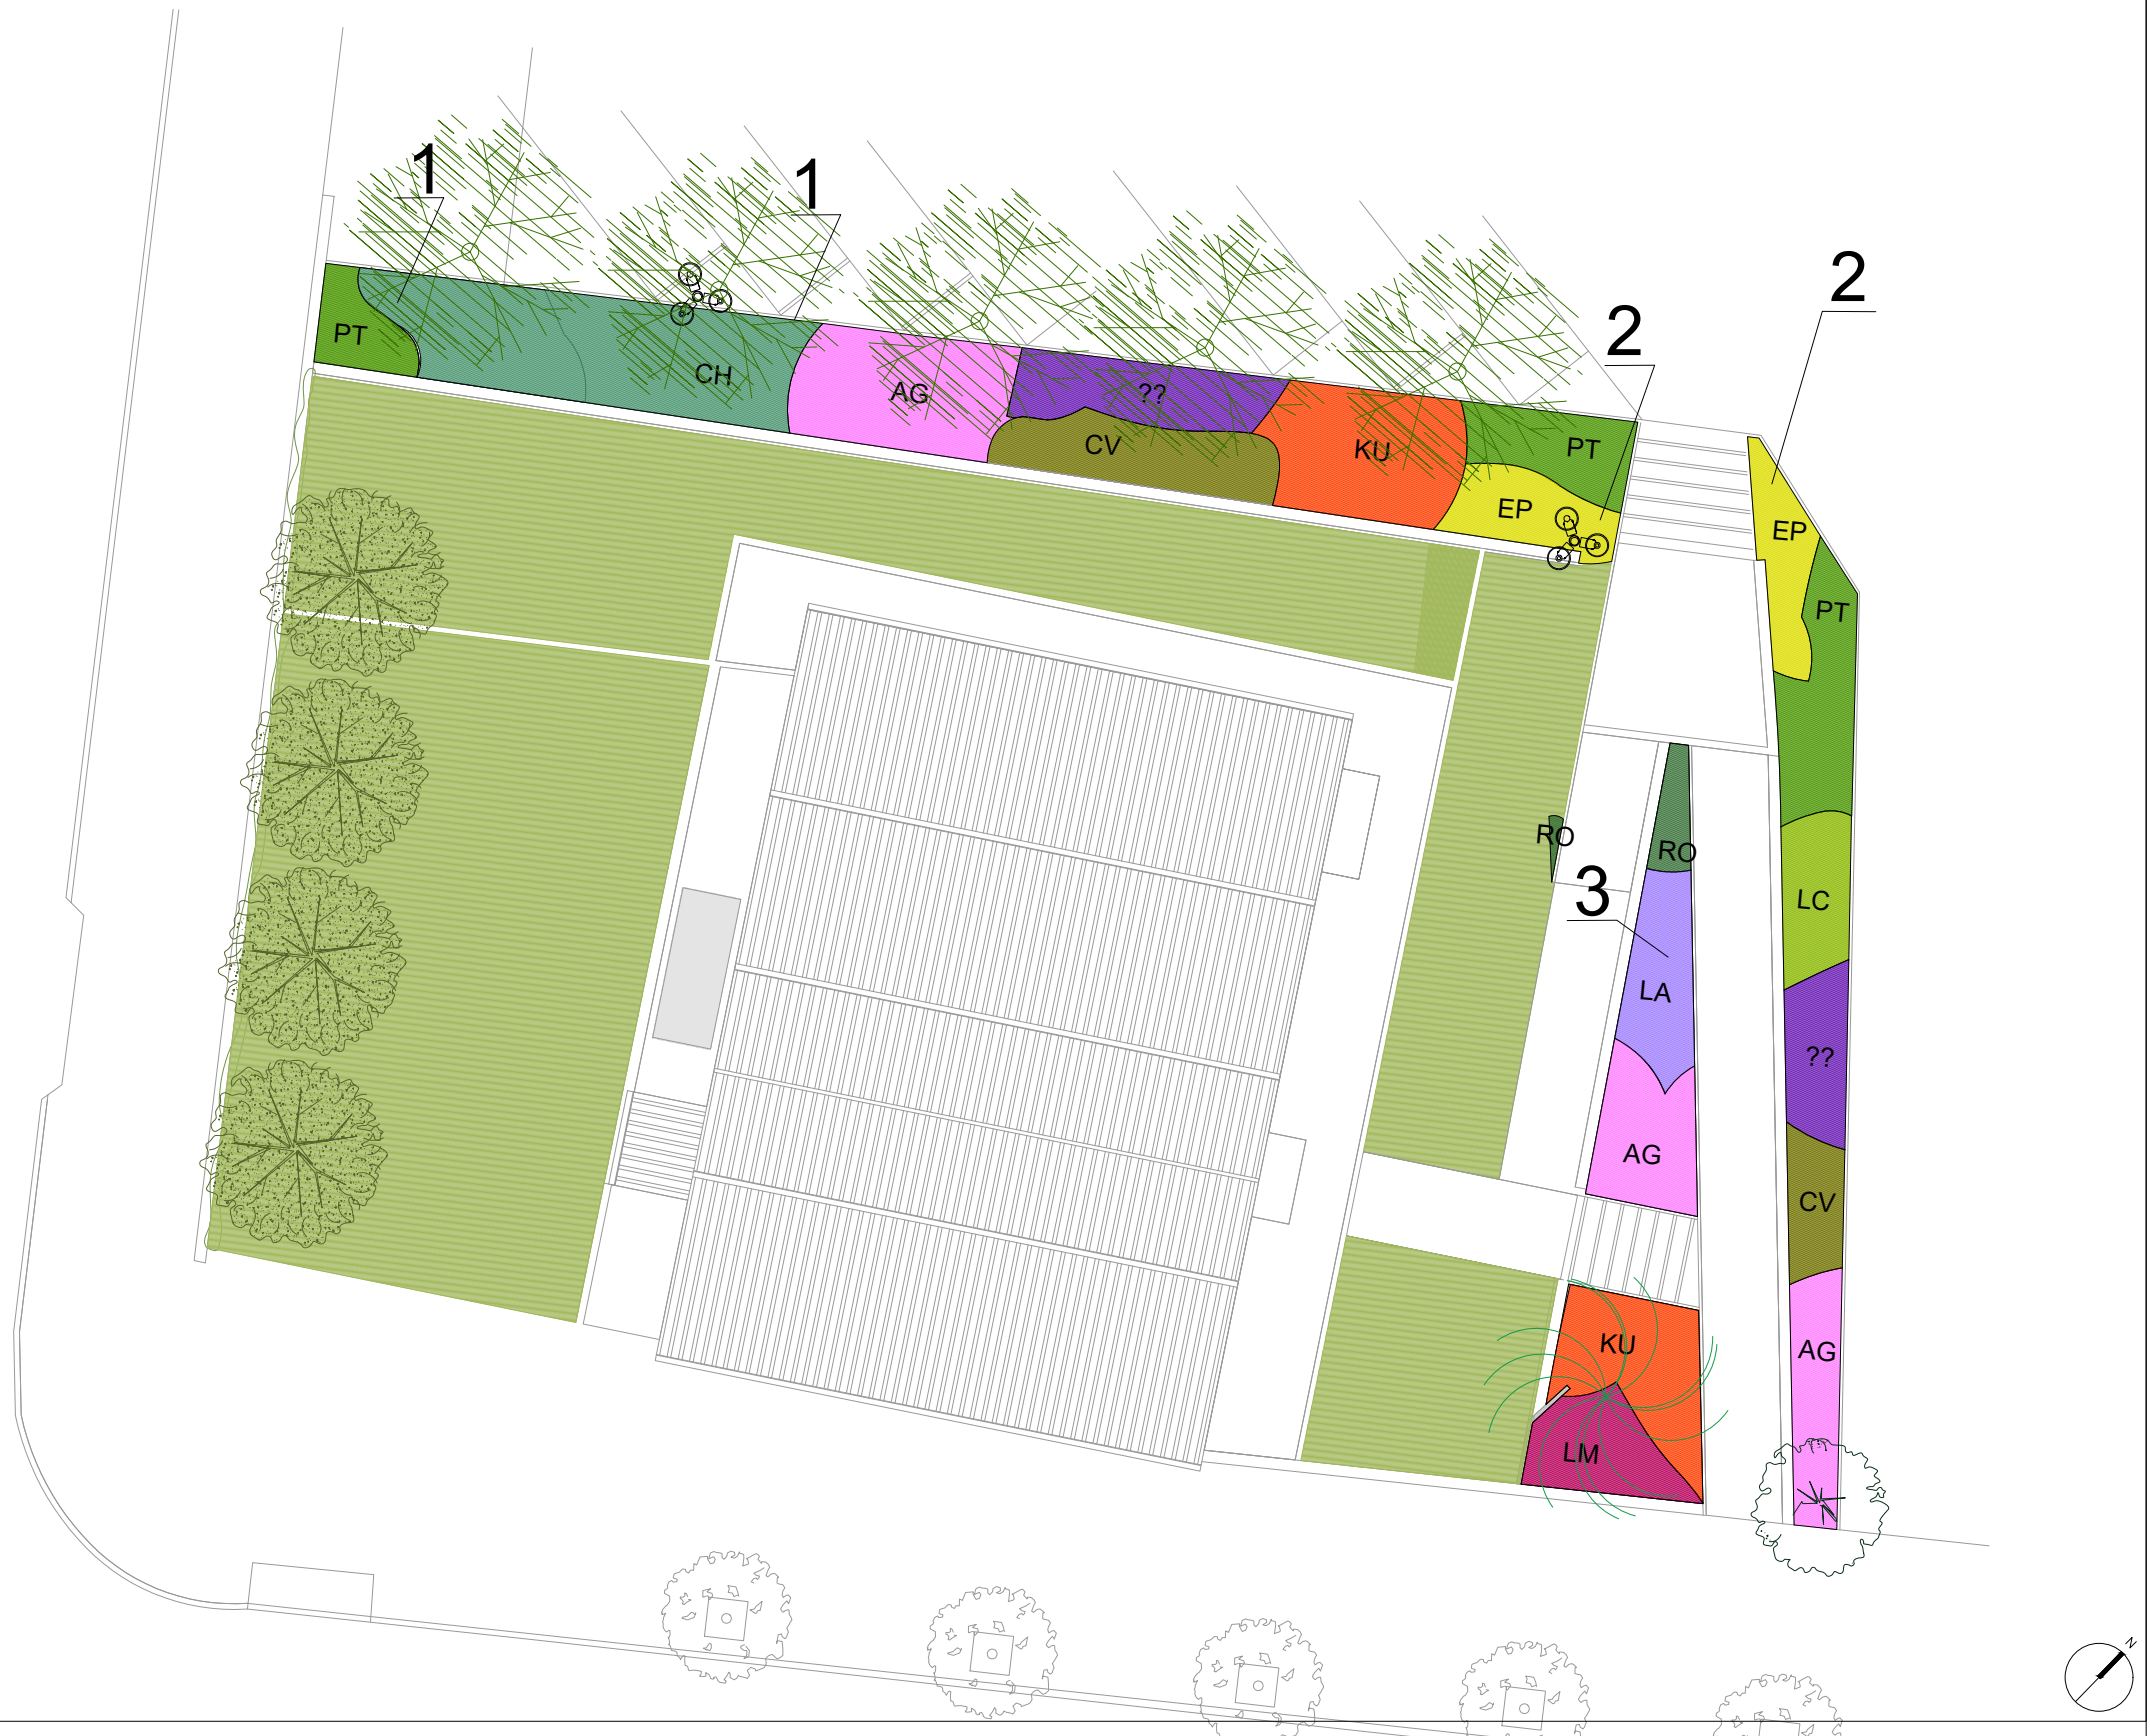 1
1
2
2
PT
CH
AG
??
CV
KU
PT
EP
EP
PT
RO
RO
3
LC
LA
??
AG
CV
KU
AG
LM
N